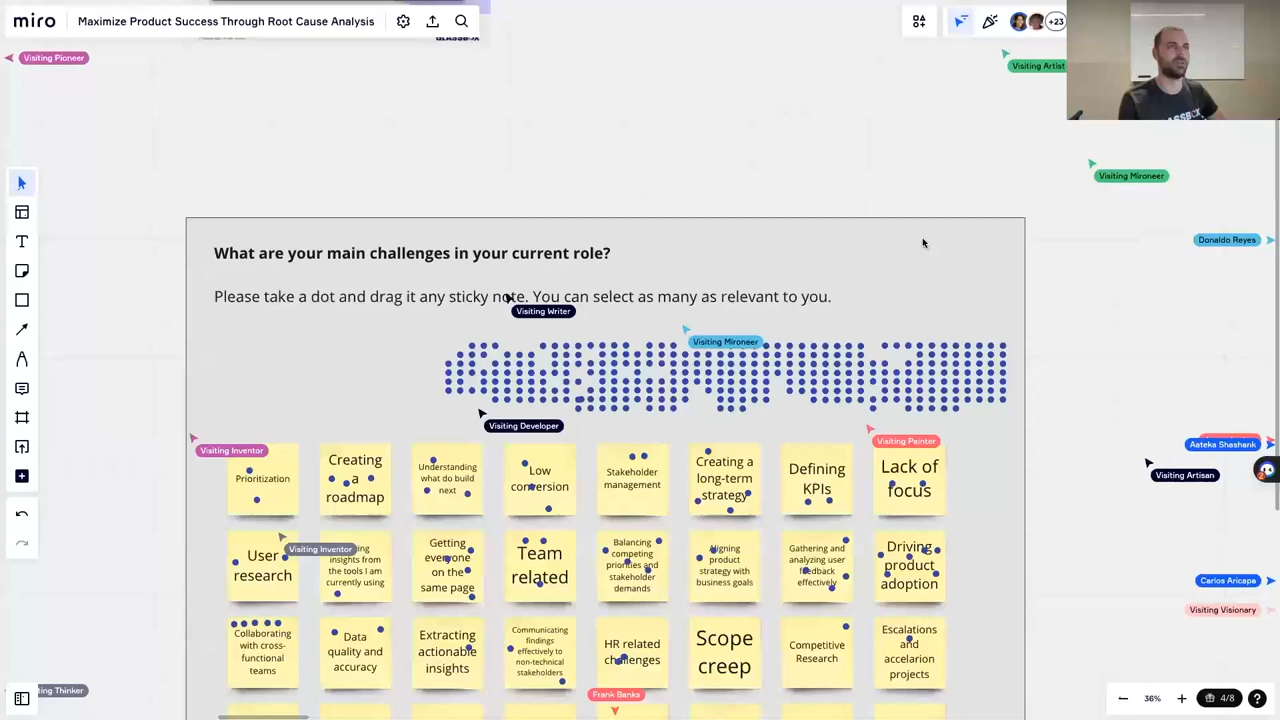 miro
Maximize Product Success Through Root Cause Analysis
+23
GLASSBOX
Visiting Pioneer
Visiting Artist
Visiting Mironeer
Donaldo Reyes
What are your main challenges in your current role?
Please take a dot and drag it any sticky note. You can select as many as relevant to you.
Visiting Writer
Visiting Mironeer
Visiting Developer
Visiting Painter
Visiting Inventor
Aateka Shashank
Visiting Artisan
Prioritization
Creating
a
roadmap
Understanding
what do build
next
Low
conversion
Stakeholder
management
Creating a
long-term
strategy
Defining
KPIs
Lack of
focus
Visiting Inventor
User
research
insights from
the tools I am
currently using
Getting
everyone
on the
same page
Team
related
Balancing
competing
priorities and
stakeholder
demands
Aligning
product
strategy with
business goals
Gathering and
analyzing user
feedback
effectively
Driving
product
adoption
Carlos Aricapa
Visiting Visionary
Collaborating
with cross-
functional
teams
Data
quality and
accuracy
Extracting
actionable
insights
Communicating
findings
effectively to
non-technical
stakeholders
HR related
challenges
Scope
creep
Competitive
Research
Escalations
and
accelarion
projects
Thinker
Frank Banks
36%
4/8